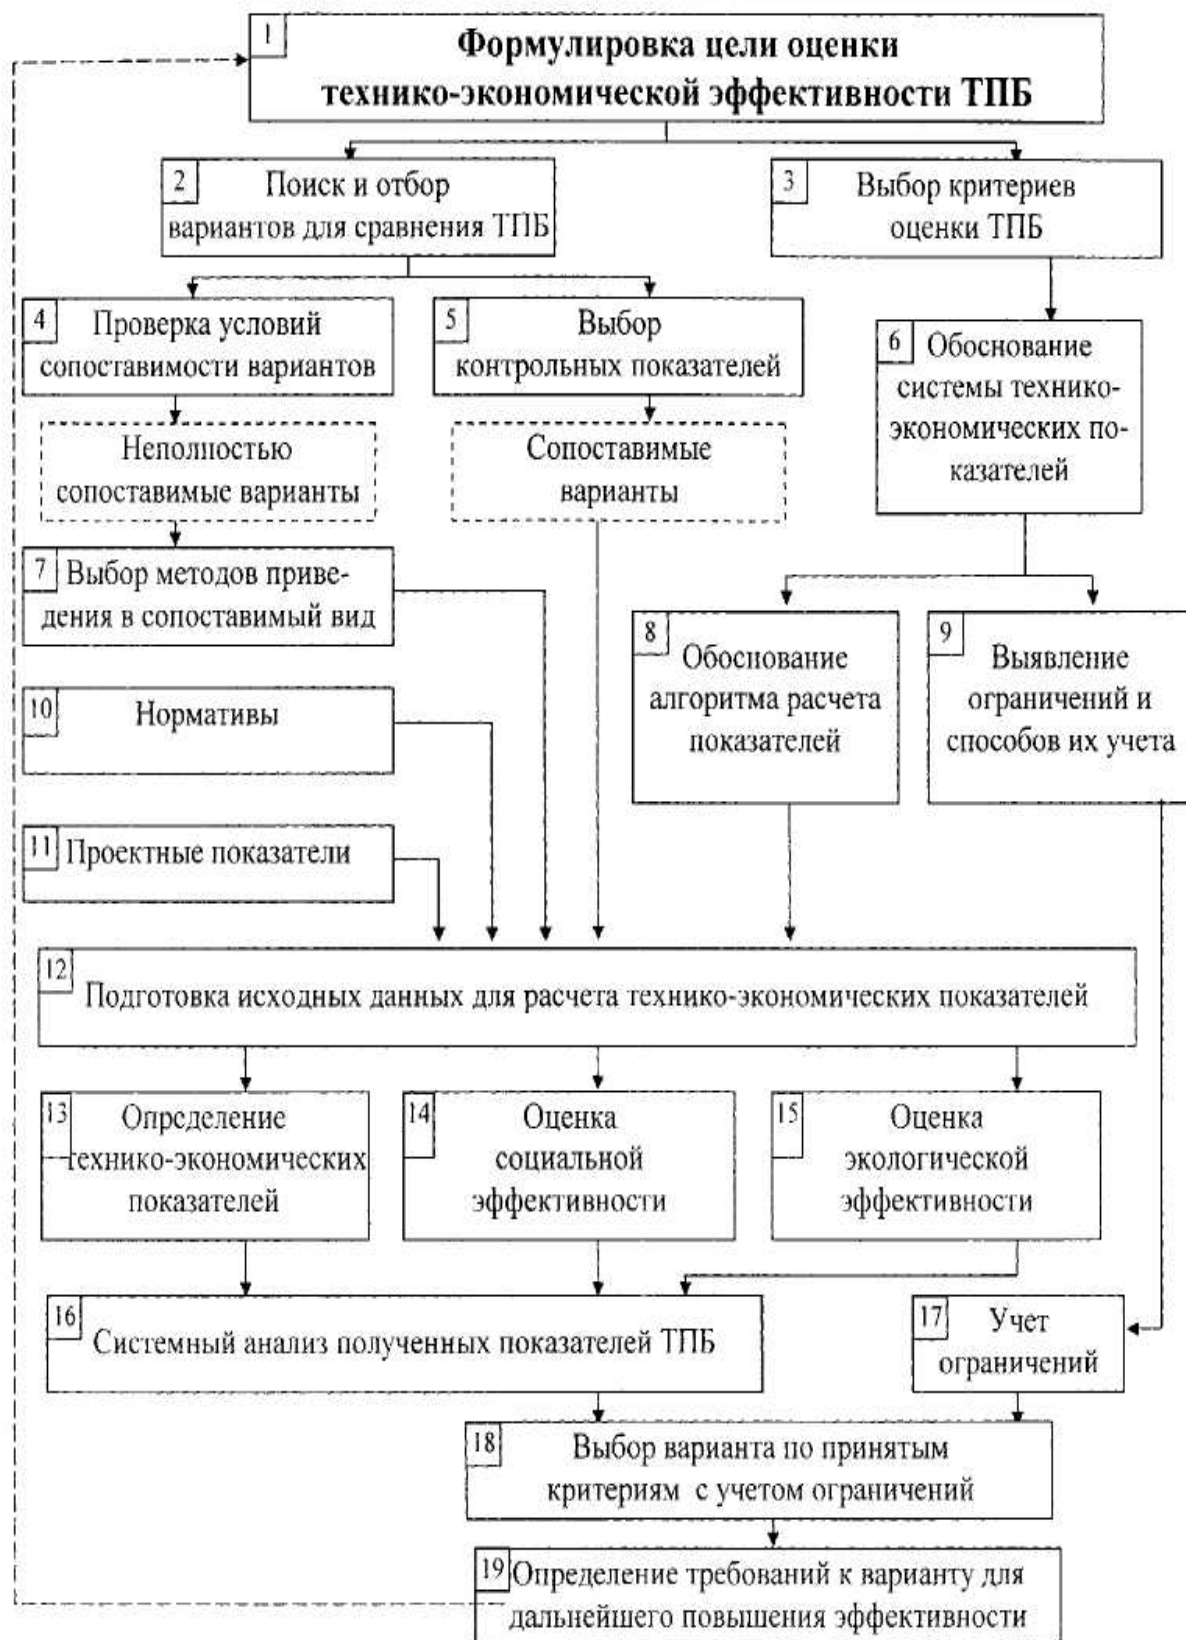 1
Формулировка цели оценки
технико-экономической эффективности ТПБ
2
Поиск и отбор
вариантов для сравнения ТПБ
3
Выбор критериев
оценки ТПБ
4
Проверка условий
сопоставимости вариантов
5
Выбор
контрольных показателей
6
Обоснование
системы технико-
экономических по-
казателей
Неполностью
сопоставимые варианты
Сопоставимые
варианты
7
Выбор методов приве-
дения в сопоставимый вид
8
Обоснование
алгоритма расчета
показателей
9
Выявление
ограничений и
способов их учета
10
Нормативы
11
Проектные показатели
12
Подготовка исходных данных для расчета технико-экономических показателей
13
Определение
технико-экономических
показателей
14
Оценка
социальной
эффективности
15
Оценка
экологической
эффективности
16
Системный анализ полученных показателей ТПБ
17
Учет
ограничений
18
Выбор варианта по принятым
критериям с учетом ограничений
19
Определение требований к варианту для
дальнейшего повышения эффективности